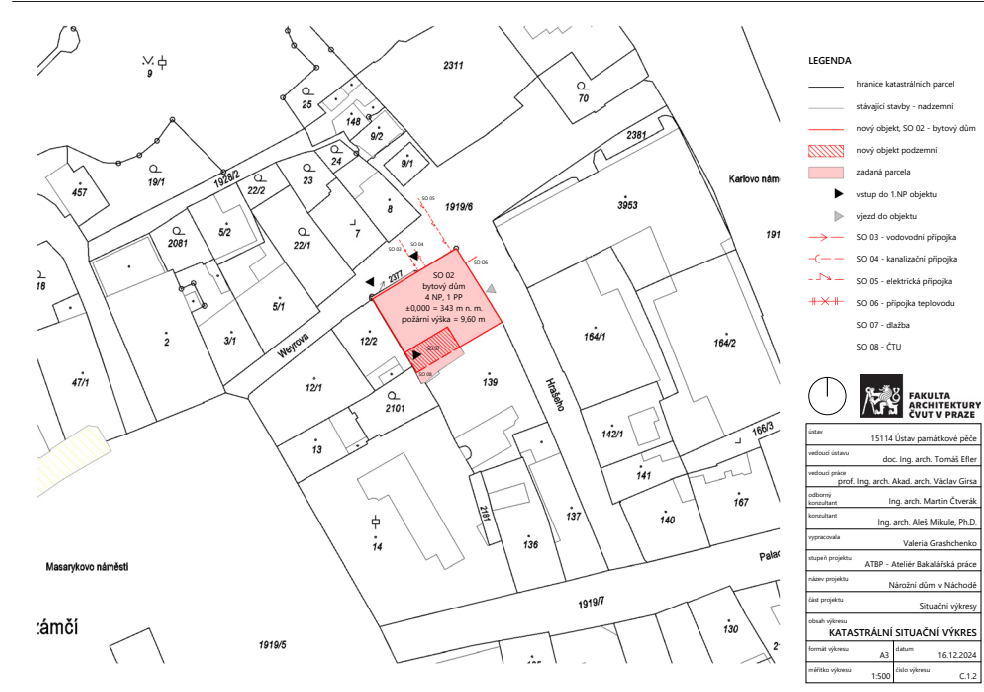 9
2311
25
70
148
9/2
24
2381
9/1
19/1
1928/2
23
457
22/2
8
1919/6
SO 05
Karlovo nám
3953
5/2
2081
22/1
7
SO 03
SO 04
SO 06
18
2377
SO 02
bytový dům
4 NP, 1 PP
±0,000 = 343 m n. m.
požární výška = 9,60 m
5/1
2
3/1
Weyrova
12/2
SO 07
SO 08
164/1
164/2
47/1
12/1
139
2101
Hrašeho
13
142/1
166/3
141
14
2181
137
136
140
167
Masarykovo náměstí
Palac
1919/7
zámčí
1919/5
130
LEGENDA
hranice katastrálních parcel
stávající stavby - nadzemní
nový objekt, SO 02 - bytový dům
nový objekt podzemní
zadaná parcela
vstup do 1.NP objektu
vjezd do objektu
SO 03 - vodovodní přípojka
SO 04 - kanalizační přípojka
SO 05 - elektrická přípojka
SO 06 - přípojka teplovodu
SO 07 - dlažba
SO 08 - ČTU
FAKULTA
ARCHITEKTURY
ČVUT V PRAZE
ústav
15114 Ústav památkové péče
vedoucí ústavu
doc. Ing. arch. Tomáš Efler
vedoucí práce
prof. Ing. arch. Akad. arch. Václav Girsa
odborný
konzultant
Ing. arch. Martin Čtverák
konzultant
Ing. arch. Aleš Mikule, Ph.D.
vypracovala
Valeria Grashchenko
stupeň projektu
ATBP - Ateliér Bakalářská práce
název projektu
Nárožní dům v Náchodě
část projektu
Situační výkresy
obsah výkresu
KATASTRÁLNÍ SITUAČNÍ VÝKRES
formát výkresu
A3
datum
16.12.2024
měřítko výkresu
1:500
číslo výkresu
C.1.2